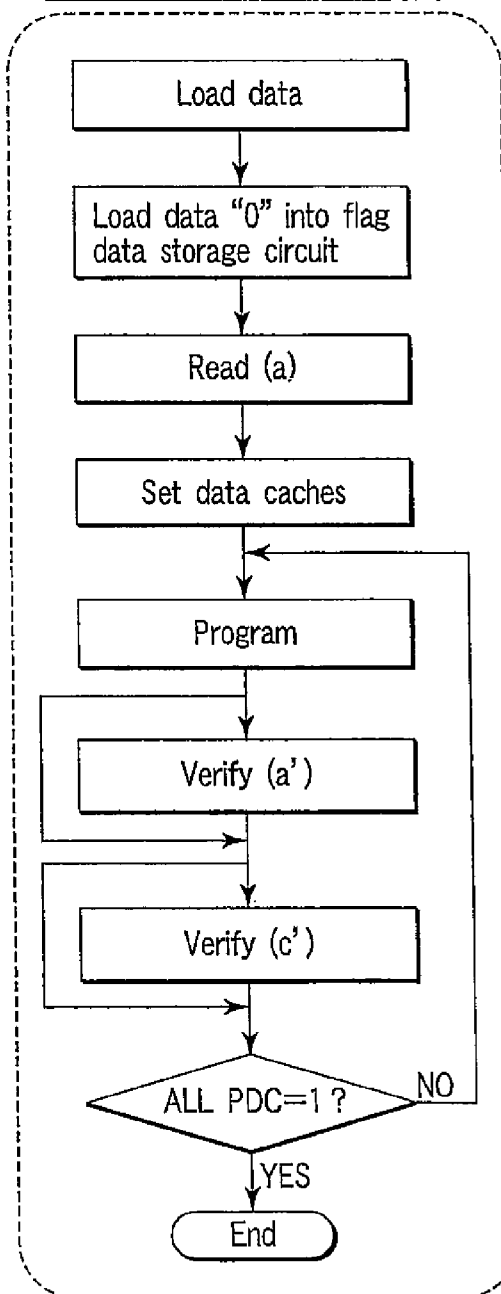 Load data
Load data "0" into flag
data storage circuit
Read (a)
Set data caches
Program
Verify (a')
Verify (c')
ALL PDC=1 ?
NO
YES
End